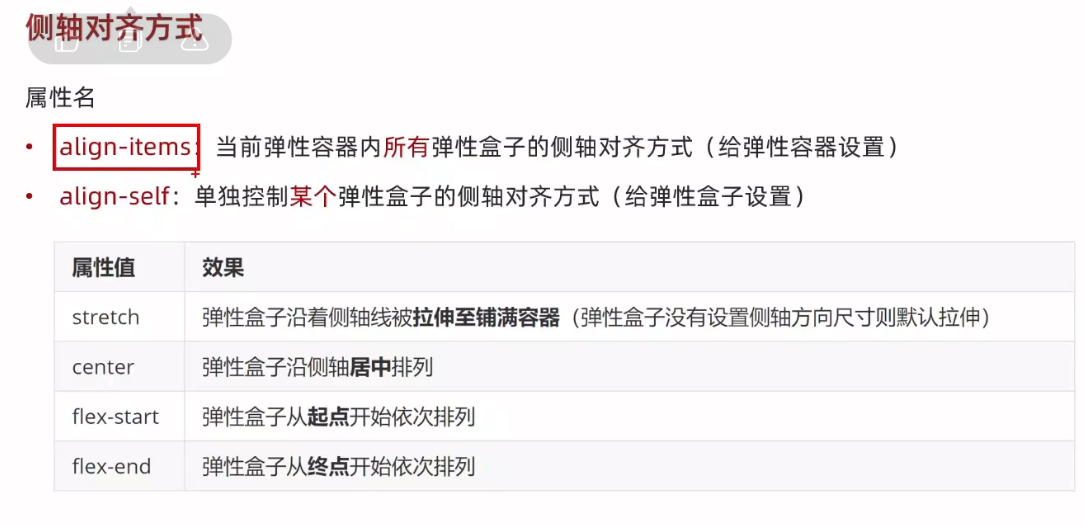 侧轴对齐方式
属性名
• align-items：当前弹性容器内所有弹性盒子的侧轴对齐方式（给弹性容器设置）
• align-self：单独控制某个弹性盒子的侧轴对齐方式（给弹性盒子设置）
属性值 效果
stretch 弹性盒子沿着侧轴线被拉伸至铺满容器（弹性盒子没有设置侧轴方向尺寸则默认拉伸）
center 弹性盒子沿侧轴居中排列
flex-start 弹性盒子从起点开始依次排列
flex-end 弹性盒子从终点开始依次排列